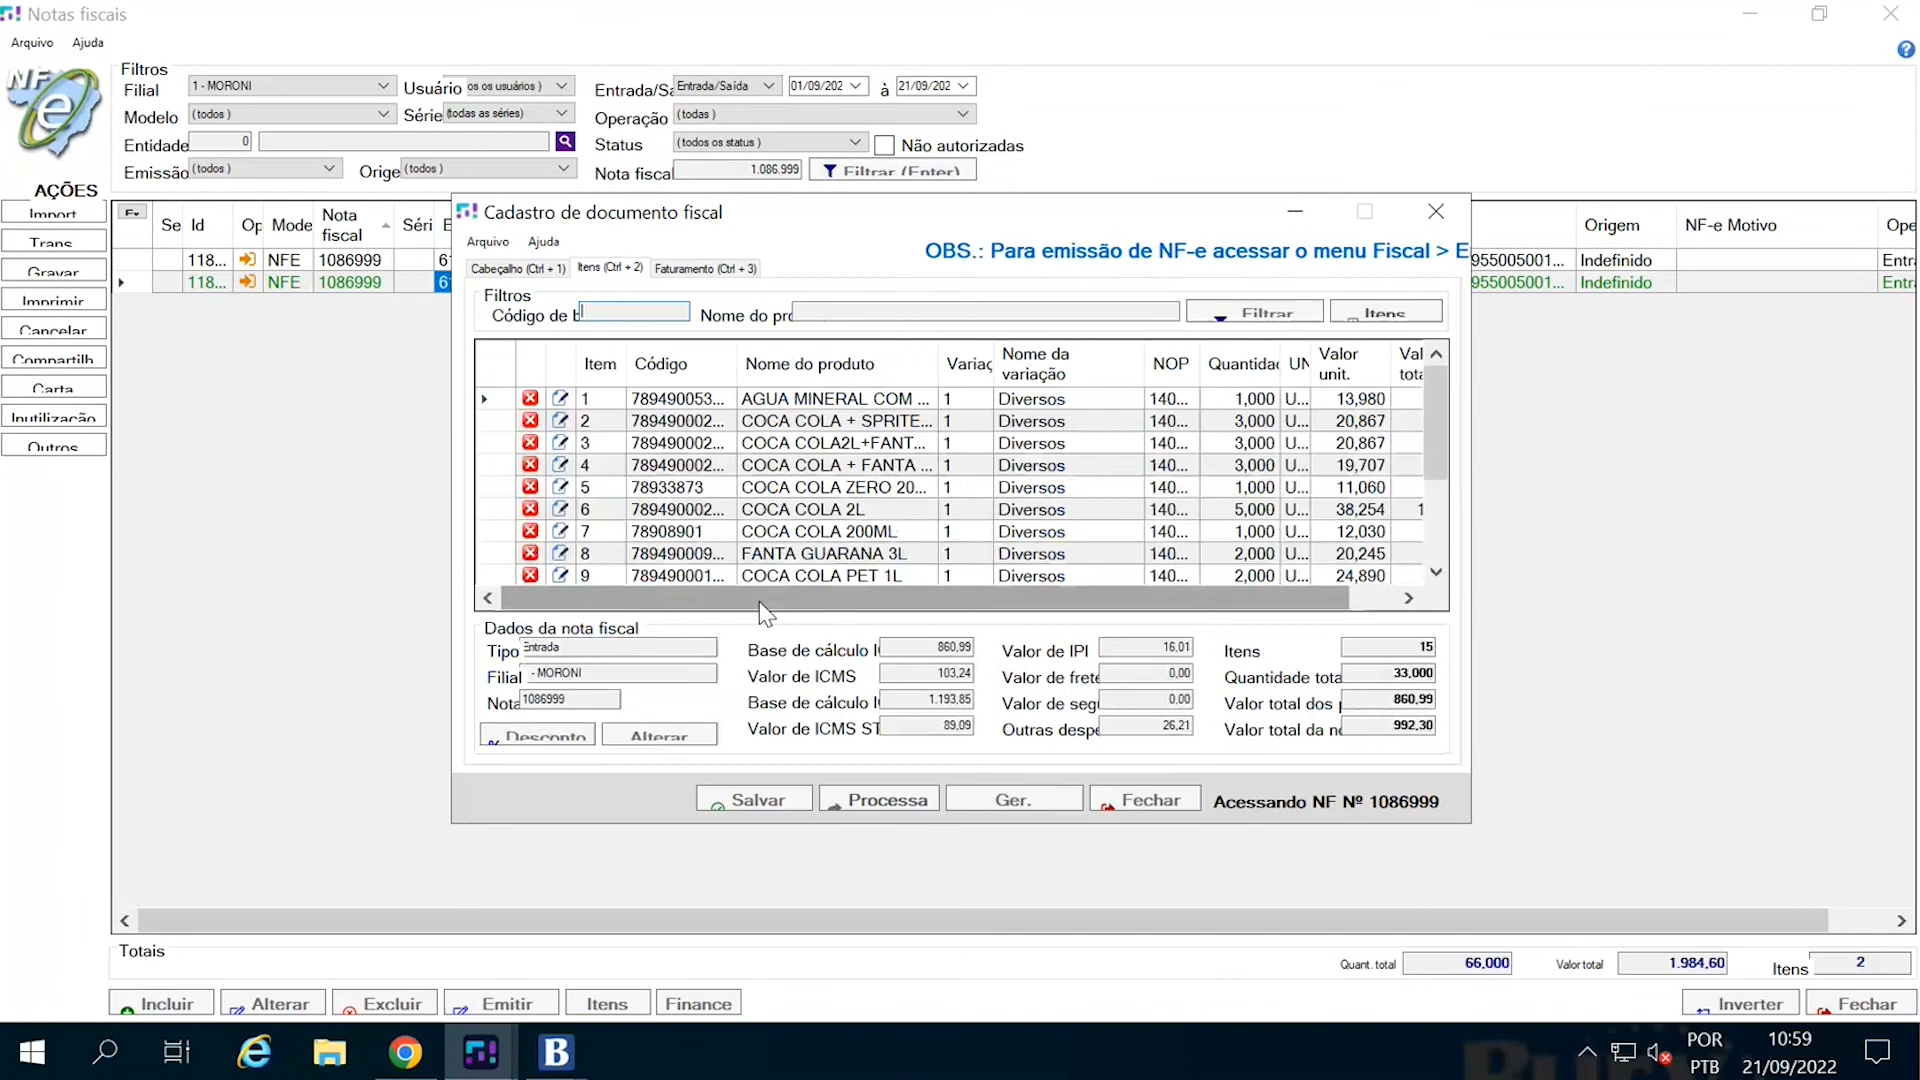 Notas fiscais
Arquivo Ajuda
Filtros
Filial 1 - MORONI Usuário os os usuários ) Entrada/Sa Entrada/Saída 01/09/202 à 21/09/202
Modelo (todos ) Série (todas as séries) Operação (todas )
Entidade 0 Status (todos os status ) Não autorizadas
Emissão (todos ) Orige (todos ) Nota fiscal 1.086.999 Filtrar (Enter)
AÇÕES
Import
Trans
Gravar
Imprimir
Cancelar
Compartilh
Carta
Inutilização
Outros
Se Id Op Mode Nota fiscal Séri E Origem NF-e Motivo Ope
118... NFE 1086999 61 955005001... Indefinido Entra
118... NFE 1086999 61 955005001... Indefinido Entra
Cadastro de documento fiscal
Arquivo Ajuda
OBS.: Para emissão de NF-e acessar o menu Fiscal > E
Cabeçalho (Ctrl + 1) Itens (Ctrl + 2) Faturamento (Ctrl + 3)
Filtros
Código de b Nome do pro Filtrar Itens
Item Código Nome do produto Variaç Nome da variação NOP Quantidad UN Valor unit. Val tota
1 789490053... AGUA MINERAL COM ... 1 Diversos 140... 1,000 U... 13,980
2 789490002... COCA COLA + SPRITE... 1 Diversos 140... 3,000 U... 20,867
3 789490002... COCA COLA2L+FANT... 1 Diversos 140... 3,000 U... 20,867
4 789490002... COCA COLA + FANTA ... 1 Diversos 140... 3,000 U... 19,707
5 78933873 COCA COLA ZERO 20... 1 Diversos 140... 1,000 U... 11,060
6 789490002... COCA COLA 2L 1 Diversos 140... 5,000 U... 38,254 1
7 78908901 COCA COLA 200ML 1 Diversos 140... 1,000 U... 12,030
8 789490009... FANTA GUARANA 3L 1 Diversos 140... 2,000 U... 20,245
9 789490001... COCA COLA PET 1L 1 Diversos 140... 2,000 U... 24,890
Dados da nota fiscal
Tipo Entrada Base de cálculo I 860,99 Valor de IPI 16,01 Itens 15
Filial - MORONI Valor de ICMS 103,24 Valor de frete 0,00 Quantidade tota 33,000
Nota 1086999 Base de cálculo I 1.193,85 Valor de segu 0,00 Valor total dos p 860,99
Desconto Alterar Valor de ICMS ST 89,09 Outras despe 26,21 Valor total da no 992,30
Salvar Processa Ger. Fechar Acessando NF Nº 1086999
Totais
Quant. total 66,000 Valor total 1.984,60 Itens 2
Incluir Alterar Excluir Emitir Itens Finance Inverter Fechar
POR 10:59
PTB 21/09/2022